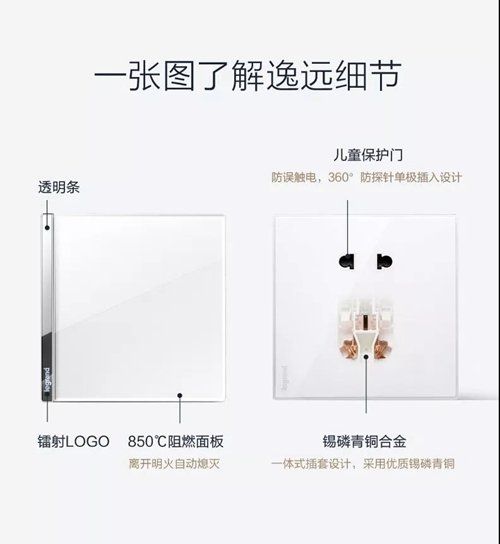 一张图了解逸远细节
儿童保护门
防误触电，360° 防探针单极插入设计
透明条
legrand
legrand
镭射LOGO
850℃阻燃面板
离开明火自动熄灭
锡磷青铜合金
一体式插套设计，采用优质锡磷青铜